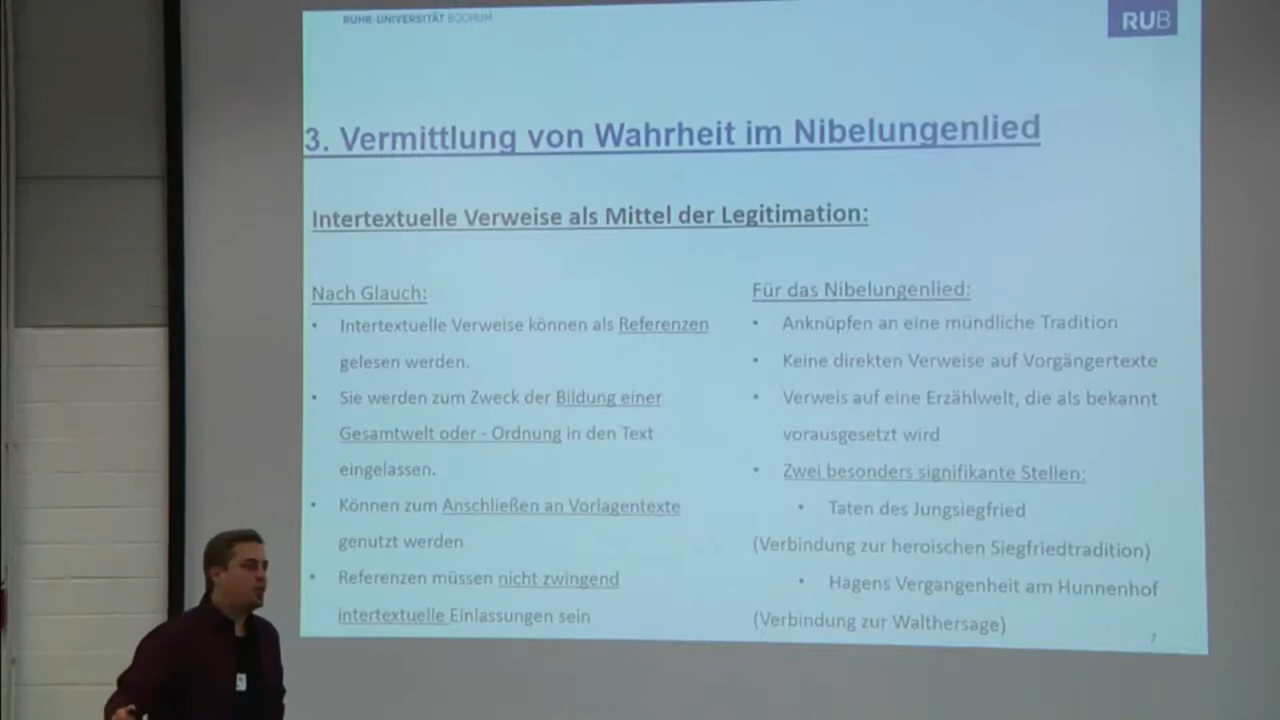 RUHR-UNIVERSITÄT BOCHUM
RUB
3. Vermittlung von Wahrheit im Nibelungenlied
Intertextuelle Verweise als Mittel der Legitimation:
Nach Glauch:
• Intertextuelle Verweise können als Referenzen
gelesen werden.
• Sie werden zum Zweck der Bildung einer
Gesamtwelt oder - Ordnung in den Text
eingelassen.
• Können zum Anschließen an Vorlagentexte
genutzt werden
• Referenzen müssen nicht zwingend
intertextuelle Einlassungen sein
Für das Nibelungenlied:
• Anknüpfen an eine mündliche Tradition
• Keine direkten Verweise auf Vorgängertexte
• Verweis auf eine Erzählwelt, die als bekannt
vorausgesetzt wird
• Zwei besonders signifikante Stellen:
• Taten des Jungsiegfried
(Verbindung zur heroischen Siegfriedtradition)
• Hagens Vergangenheit am Hunnenhof
(Verbindung zur Walthersage)
7